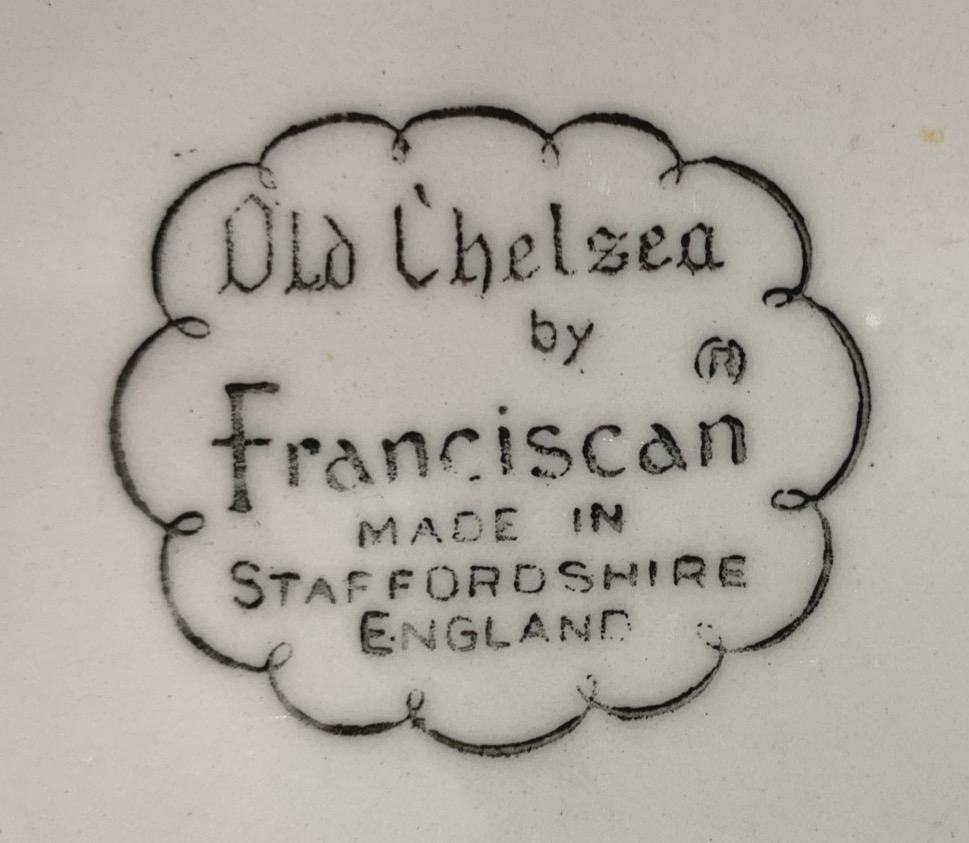 Old Chelsea
by
Franciscan ®
MADE IN
STAFFORDSHIRE
ENGLAND